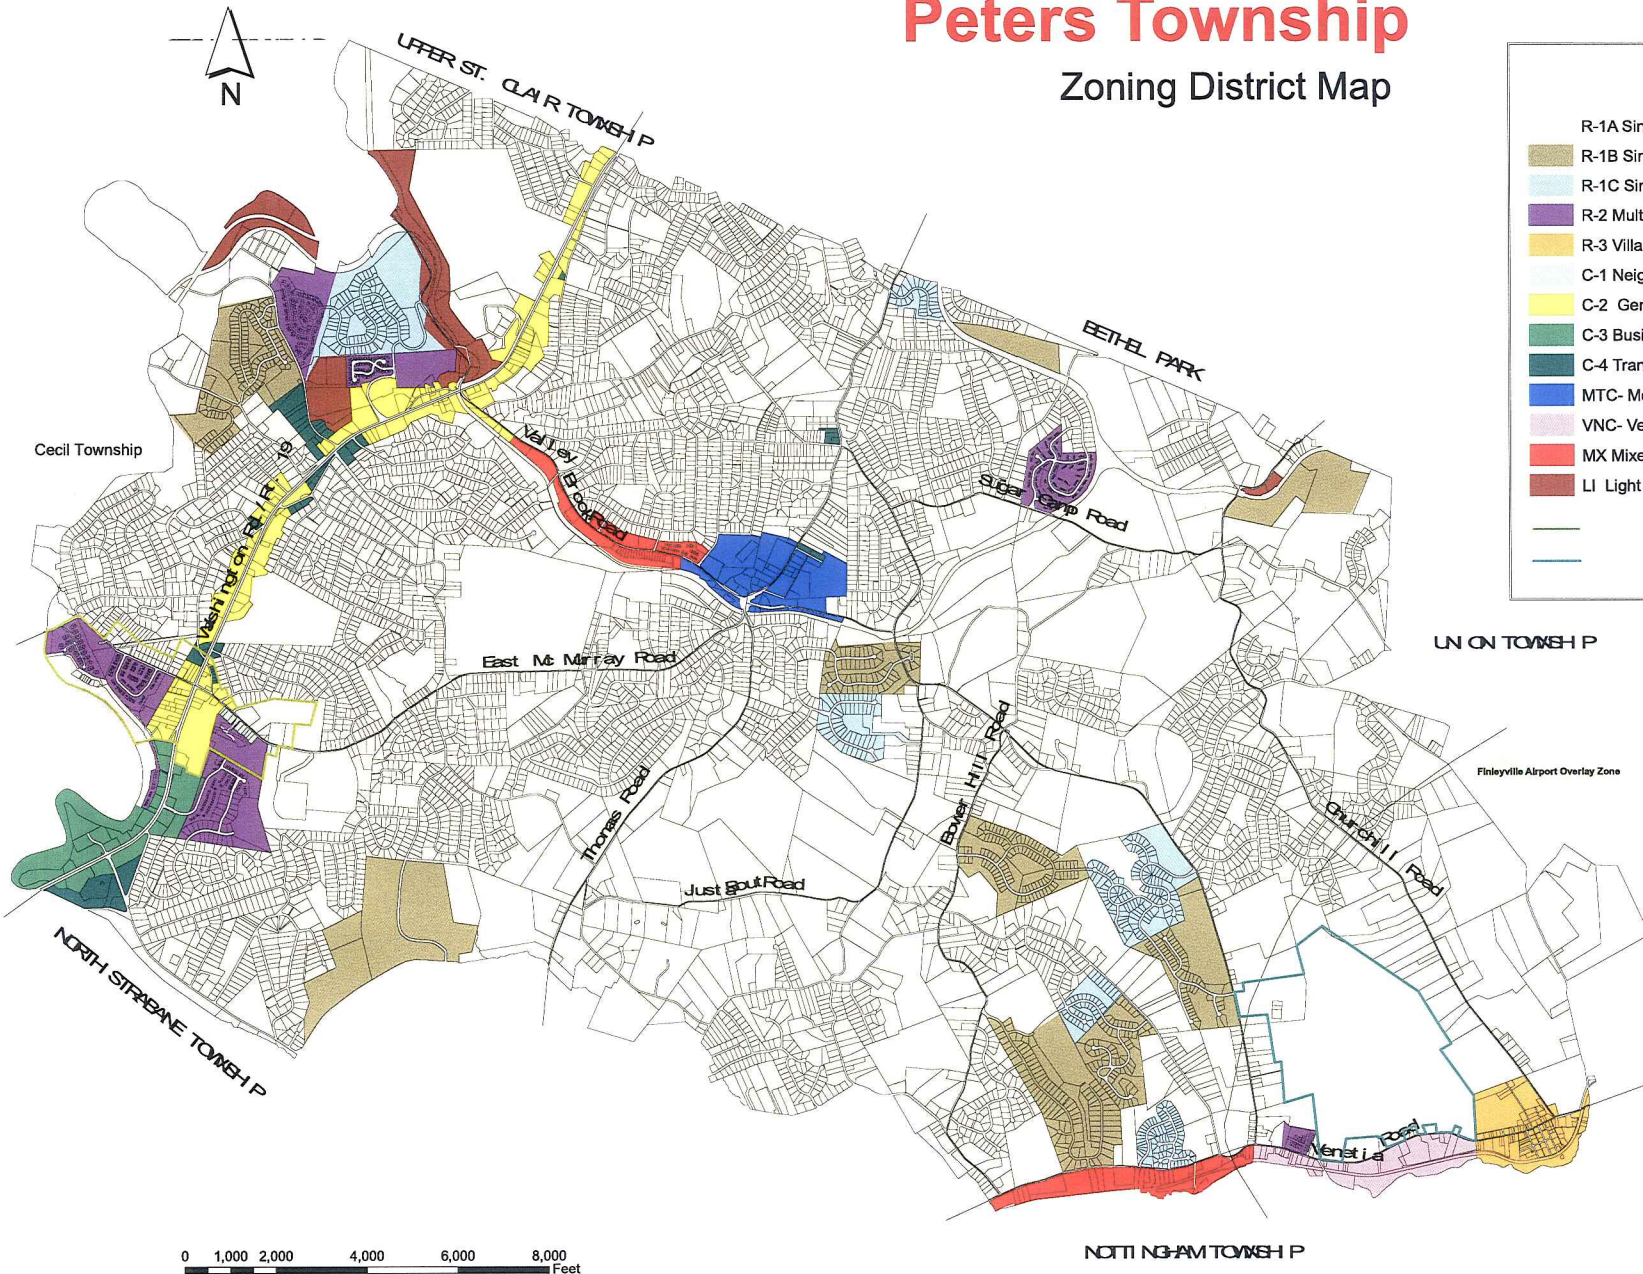 Peters Township
Zoning District Map
N
UPPER ST. CLAIR TOWNSHIP
BETHEL PARK
UNION TOWNSHIP
Finleyville Airport Overlay Zone
NOTTINGHAM TOWNSHIP
NORTH STRABANE TOWNSHIP
Cecil Township
Washington Rd. / Rt. 19
Valley Brook Road
Sugar Camp Road
East Mc Murray Road
Thomas Road
Justabout Road
Bower Hill Road
Churchill Road
Venetia Road
R-1A Sin
R-1B Sin
R-1C Sin
R-2 Mult
R-3 Villa
C-1 Neig
C-2 Ger
C-3 Busi
C-4 Tran
MTC- Mc
VNC- Ve
MX Mixe
LI Light
0 1,000 2,000 4,000 6,000 8,000
Feet